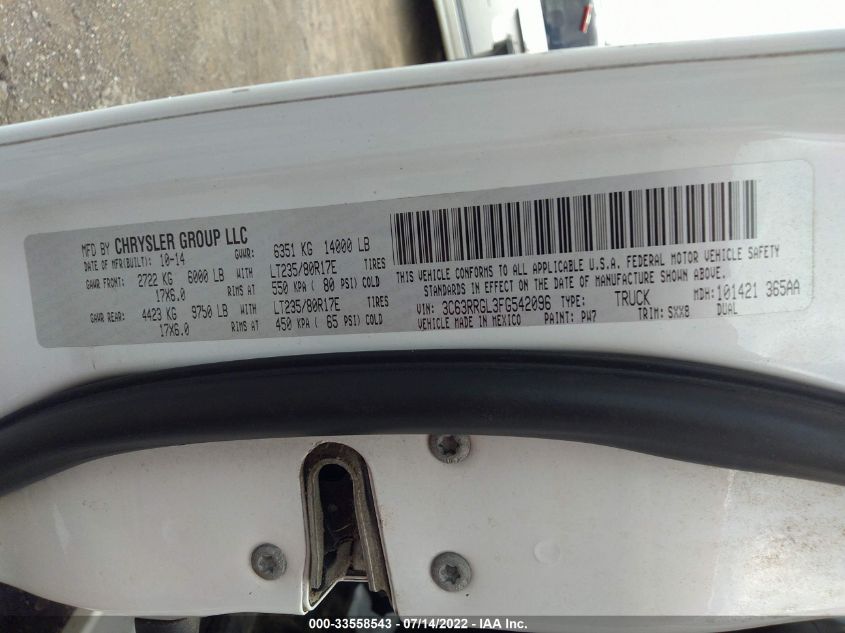 MFD BY CHRYSLER GROUP LLC
DATE OF MFR(BUILT): 10-14 GVWR: 6351 KG 14000 LB
GAWR FRONT: 2722 KG 6000 LB WITH LT235/80R17E TIRES
17X6.0 RIMS AT 550 KPA ( 80 PSI) COLD
GAWR REAR: 4423 KG 9750 LB WITH LT235/80R17E TIRES
17X6.0 RIMS AT 450 KPA ( 65 PSI) COLD
THIS VEHICLE CONFORMS TO ALL APPLICABLE U.S.A. FEDERAL MOTOR VEHICLE SAFETY
STANDARDS IN EFFECT ON THE DATE OF MANUFACTURE SHOWN ABOVE.
VIN: 3C63RRGL3FG542096 TYPE: TRUCK MDH: 101421 365AA
VEHICLE MADE IN MEXICO PAINT: PW7 TRIM: SXX8 DUAL
000-33558543 - 07/14/2022 - IAA Inc.